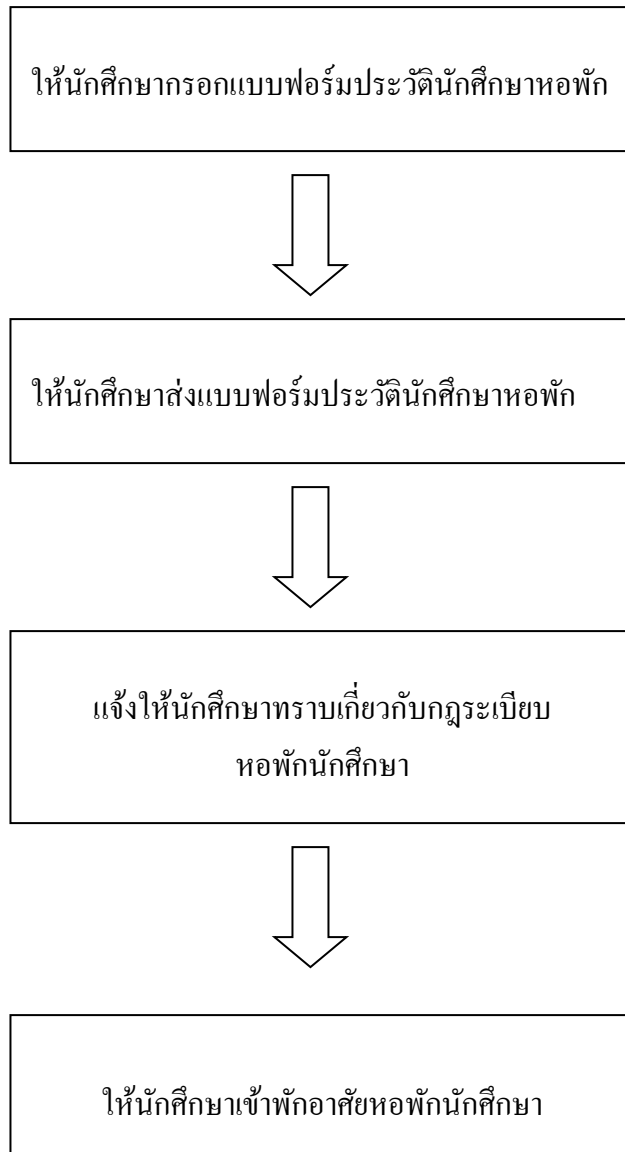 ให้นักศึกษากรอกแบบฟอร์มประวัตินักศึกษาหอพัก
ให้นักศึกษาส่งแบบฟอร์มประวัตินักศึกษาหอพัก
แจ้งให้นักศึกษาทราบเกี่ยวกับกฎระเบียบ
หอพักนักศึกษา
ให้นักศึกษาเข้าพักอาศัยหอพักนักศึกษา